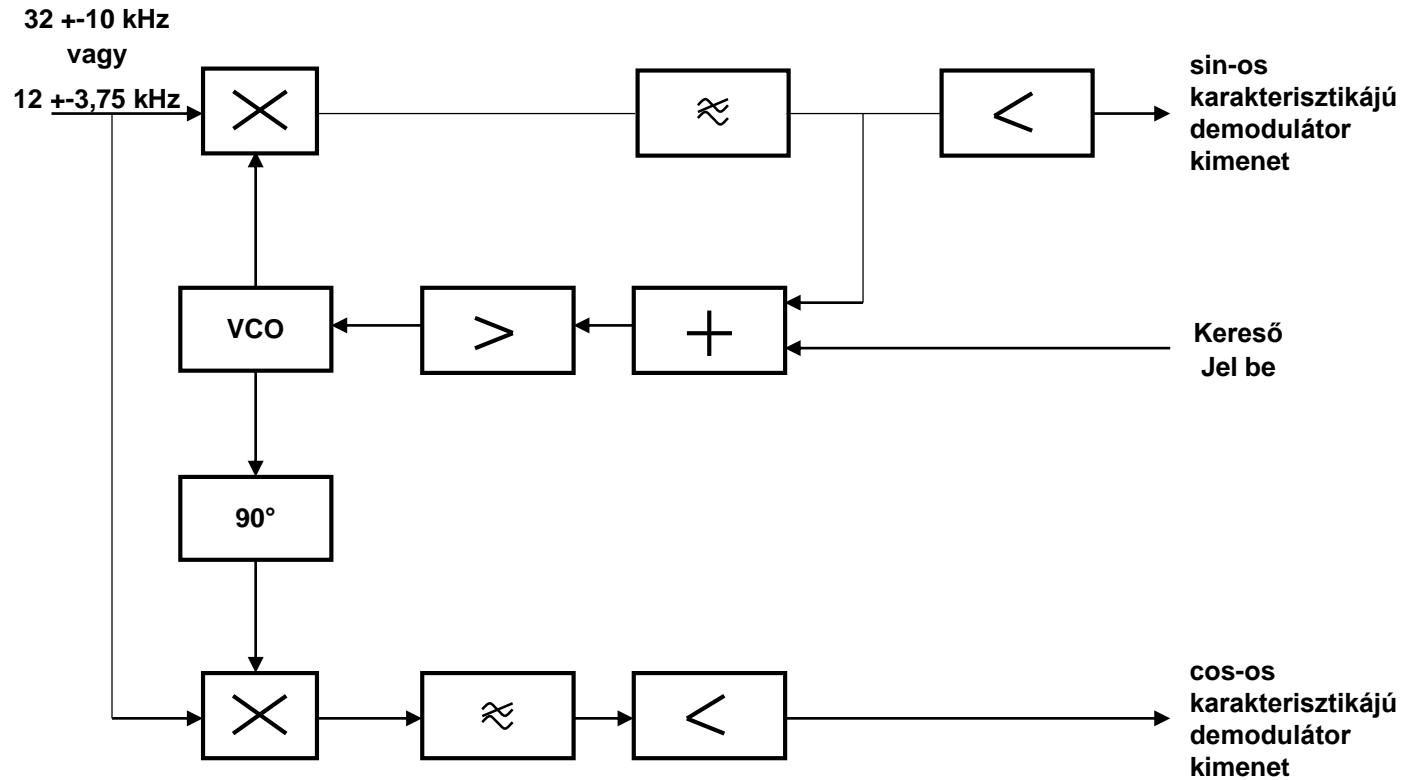 32 +-10 kHz
vagy
12 +-3,75 kHz
sin-os
karakterisztikájú
demodulátor
kimenet
VCO
>
+
<
Kereső
Jel be
90°
<
cos-os
karakterisztikájú
demodulátor
kimenet